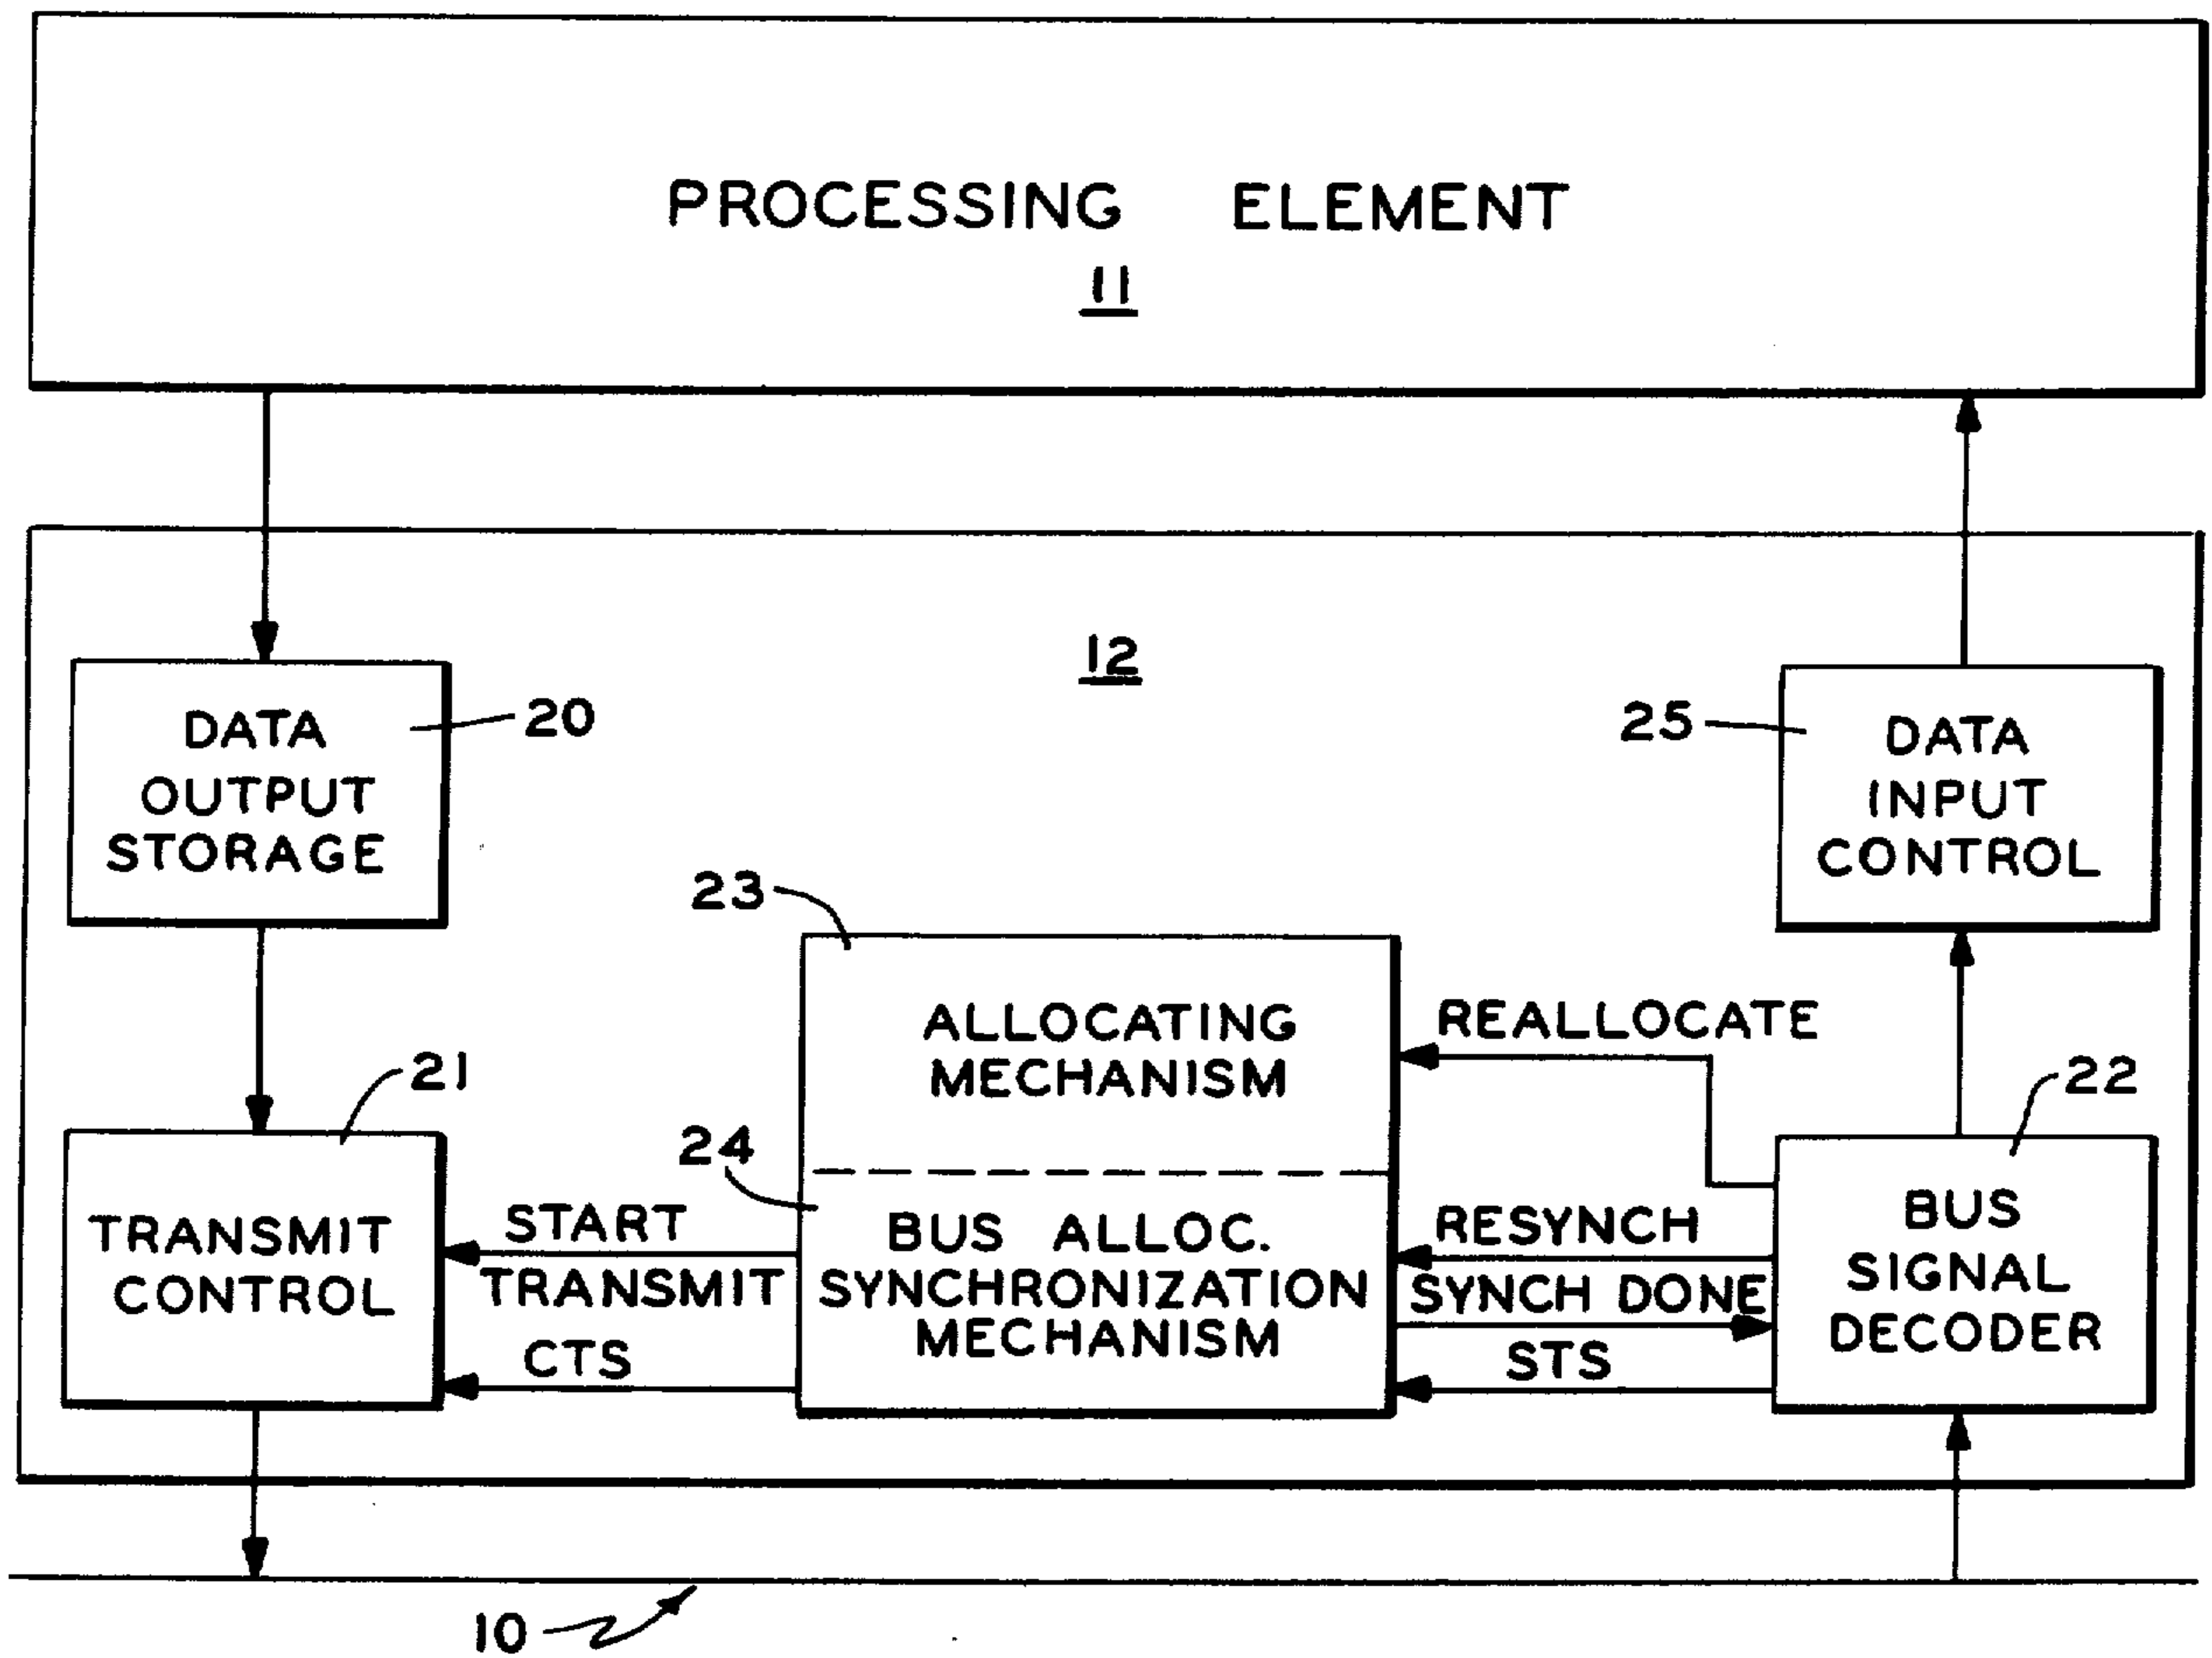 PROCESSING ELEMENT
11
12
DATA
OUTPUT
STORAGE
20
25
DATA
INPUT
CONTROL
23
ALLOCATING
MECHANISM
REALLOCATE
21
22
24
TRANSMIT
CONTROL
START
TRANSMIT
CTS
BUS ALLOC.
SYNCHRONIZATION
MECHANISM
RESYNCH
SYNCH DONE
STS
BUS
SIGNAL
DECODER
10